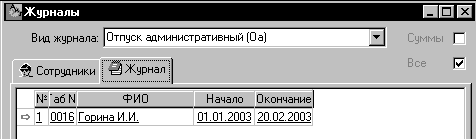 Журналы
Вид журнала: Отпуск административный (Оа) Суммы
Все
Сотрудники Журнал
№ Таб N ФИО Начало Окончание
1 0016 Горина И.И. 01.01.2003 20.02.2003